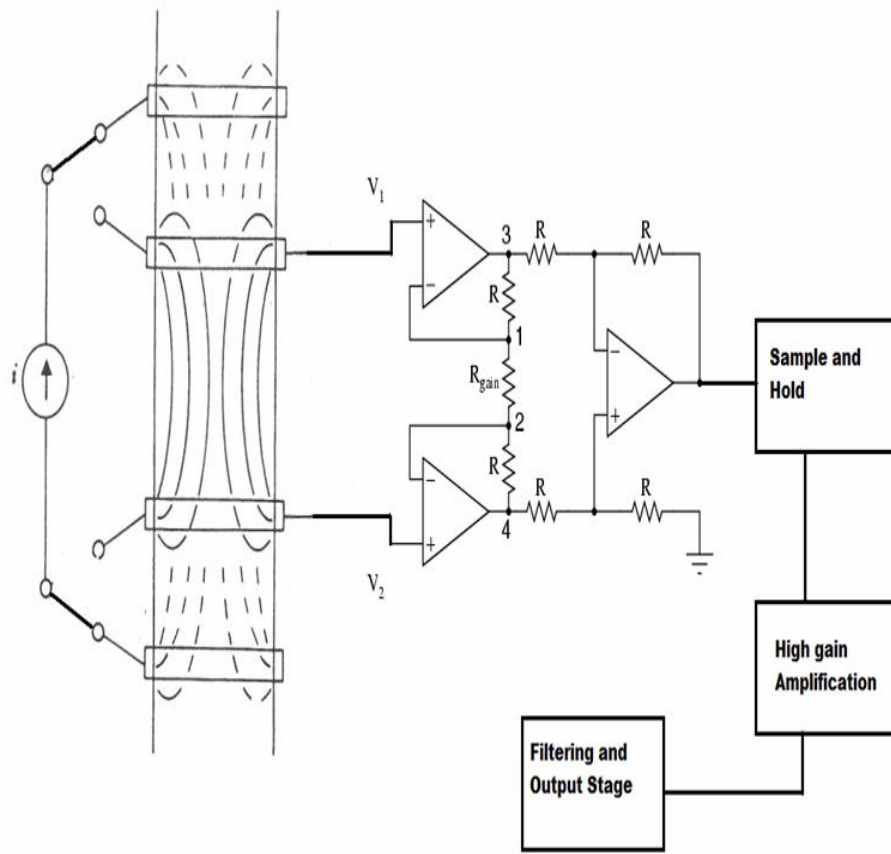 V1
3
R
R
R
1
Rgain
i
2
R
R
R
4
V2
+
−
−
+
−
+
Sample and
Hold
High gain
Amplification
Filtering and
Output Stage